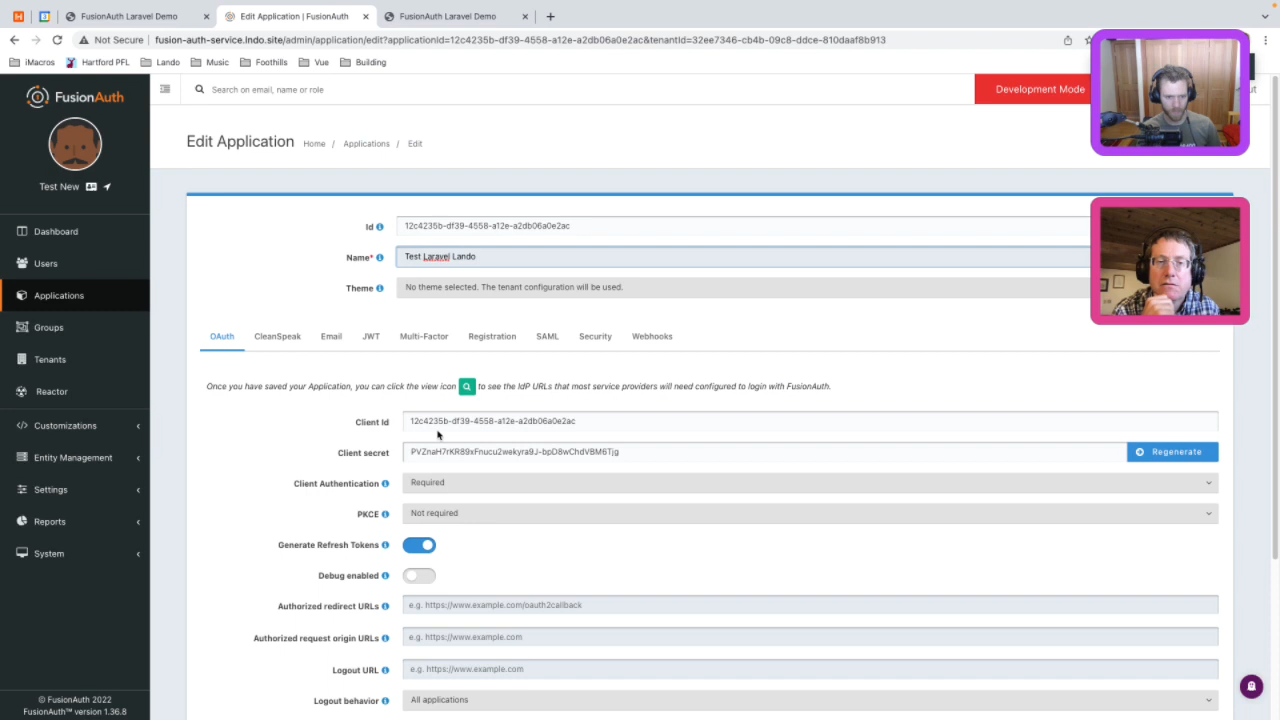 FusionAuth Laravel Demo
Edit Application | FusionAuth
FusionAuth Laravel Demo
Not Secure
fusion-auth-service.lndo.site/admin/application/edit?applicationId=12c4235b-df39-4558-a12e-a2db06a0e2ac&tenantId=32ee7346-cb4b-09c8-ddce-810daaf8b913
iMacros
Hartford PFL
Lando
Music
Foothills
Vue
Building
FusionAuth
Search on email, name or role
Development Mode
Test New
Dashboard
Users
Applications
Groups
Tenants
Reactor
Customizations
Entity Management
Settings
Reports
System
© FusionAuth 2022
FusionAuth™ version 1.36.8
Edit Application
Home / Applications / Edit
Id 12c4235b-df39-4558-a12e-a2db06a0e2ac
Name* Test Laravel Lando
Theme No theme selected. The tenant configuration will be used.
OAuth CleanSpeak Email JWT Multi-Factor Registration SAML Security Webhooks
Once you have saved your Application, you can click the view icon to see the IdP URLs that most service providers will need configured to login with FusionAuth.
Client Id 12c4235b-df39-4558-a12e-a2db06a0e2ac
Client secret PVZnaH7rKR89xFnucu2wekyra9J-bpD8wChdVBM6Tjg Regenerate
Client Authentication Required
PKCE Not required
Generate Refresh Tokens
Debug enabled
Authorized redirect URLs e.g. https://www.example.com/oauth2callback
Authorized request origin URLs e.g. https://www.example.com
Logout URL e.g. https://www.example.com
Logout behavior All applications